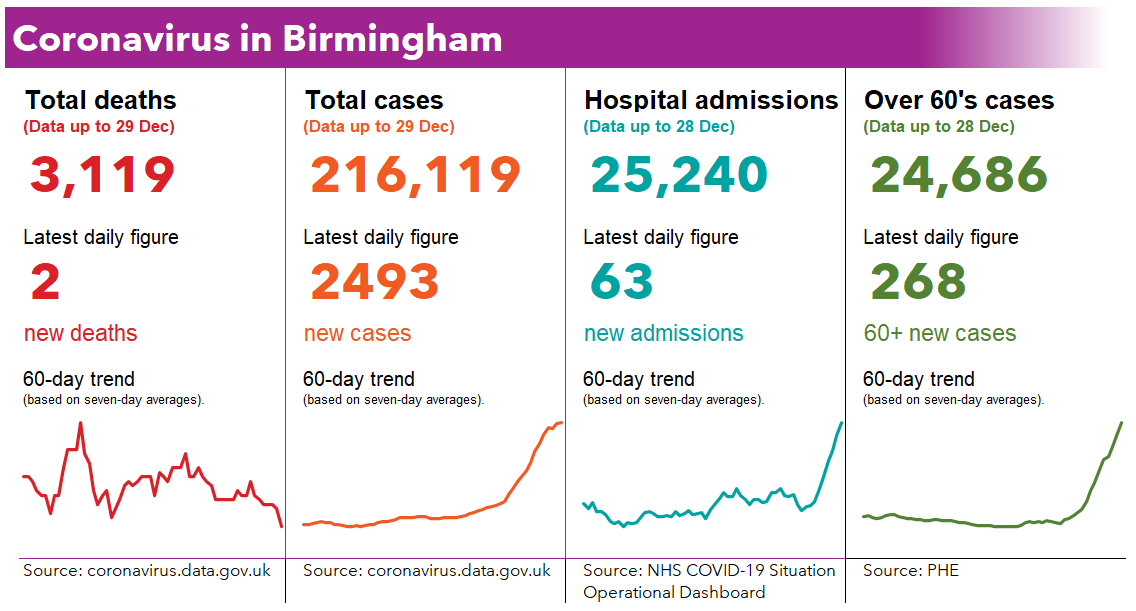 Coronavirus in Birmingham
Total deaths
(Data up to 29 Dec)
3,119
Latest daily figure
2
new deaths
60-day trend
(based on seven-day averages).
Source: coronavirus.data.gov.uk
Total cases
(Data up to 29 Dec)
216,119
Latest daily figure
2493
new cases
60-day trend
(based on seven-day averages).
Source: coronavirus.data.gov.uk
Hospital admissions
(Data up to 28 Dec)
25,240
Latest daily figure
63
new admissions
60-day trend
(based on seven-day averages).
Source: NHS COVID-19 Situation
Operational Dashboard
Over 60's cases
(Data up to 28 Dec)
24,686
Latest daily figure
268
60+ new cases
60-day trend
(based on seven-day averages).
Source: PHE